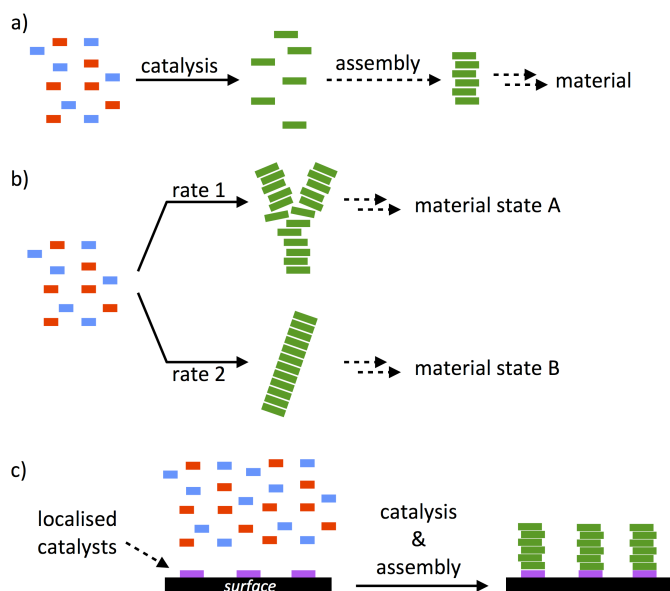 a)
catalysis
assembly
material
b)
rate 1
material state A
rate 2
material state B
c)
localised
catalysts
surface
catalysis
&
assembly